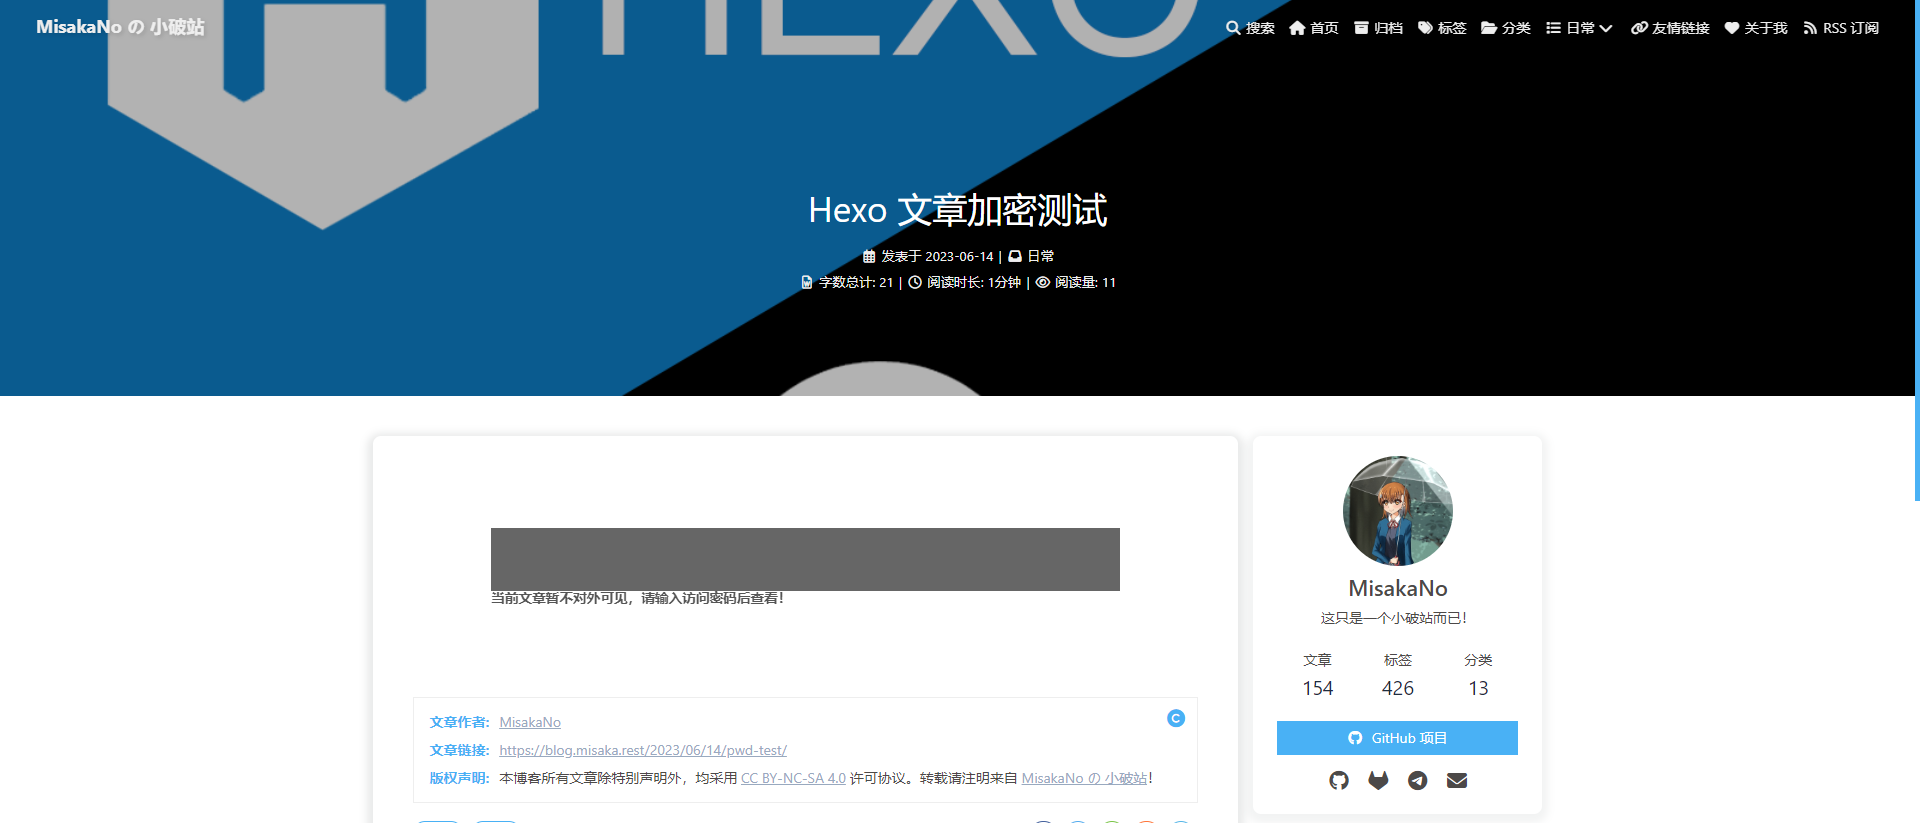 MisakaNo の 小破站
搜索 首页 归档 标签 分类 日常 友情链接 关于我 RSS 订阅
HEXO
Hexo 文章加密测试
发表于 2023-06-14 | 日常
字数总计: 21 | 阅读时长: 1分钟 | 阅读量: 11
当前文章暂不对外可见，请输入访问密码后查看！
文章作者: MisakaNo
文章链接: https://blog.misaka.rest/2023/06/14/pwd-test/
版权声明: 本博客所有文章除特别声明外，均采用 CC BY-NC-SA 4.0 许可协议。转载请注明来自 MisakaNo の 小破站！
MisakaNo
这只是一个小破站而已！
文章 标签 分类
154 426 13
GitHub 项目